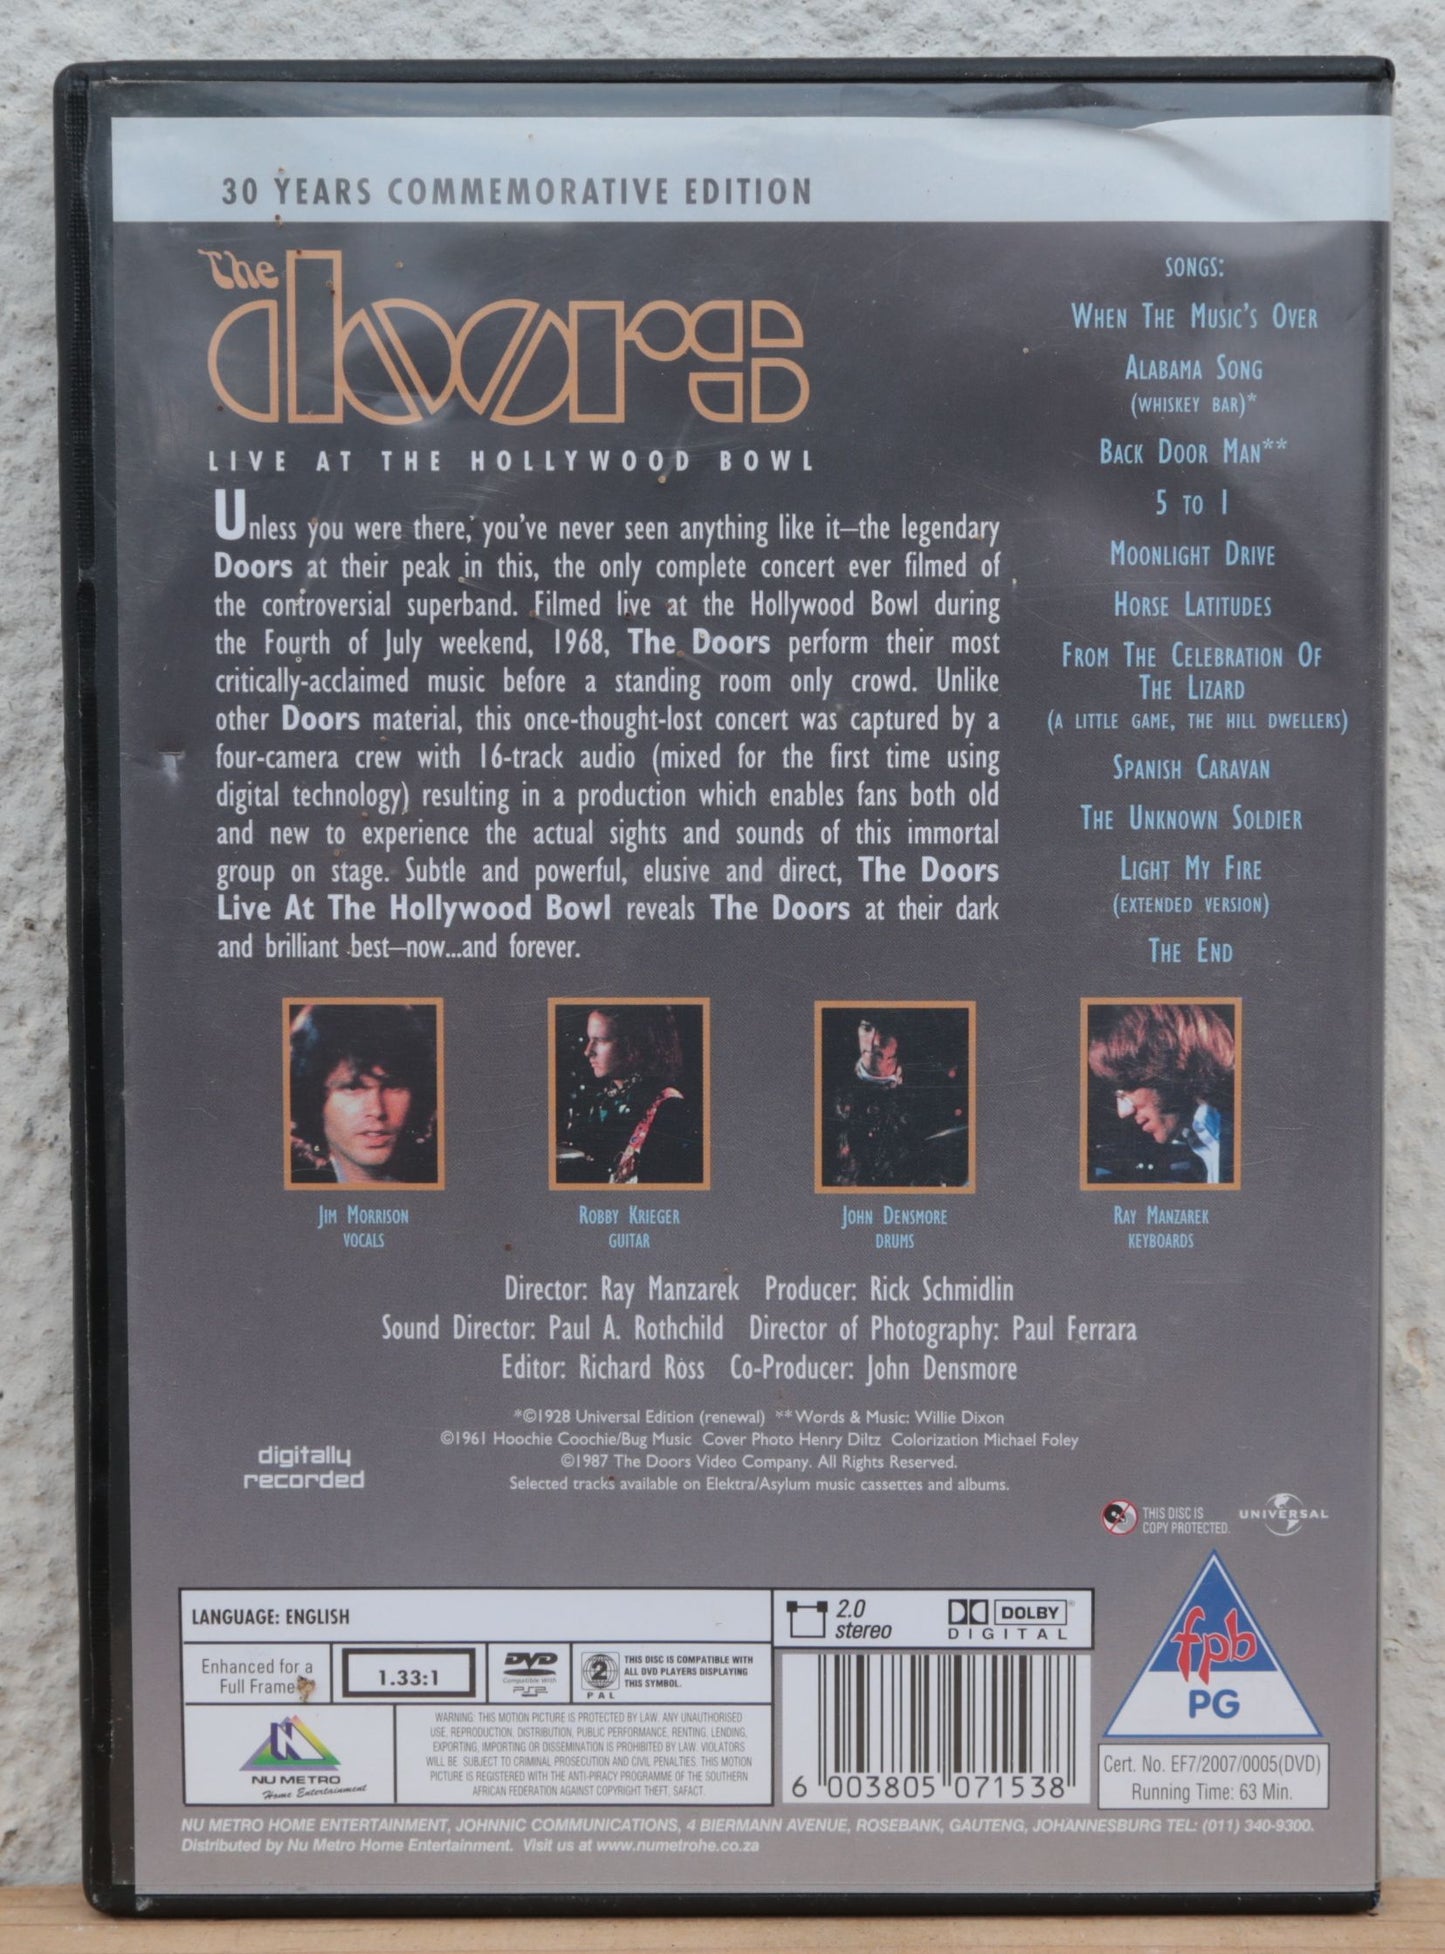 30 YEARS COMMEMORATIVE EDITION
The
doors
LIVE AT THE HOLLYWOOD BOWL
Unless you were there, you've never seen anything like it—the legendary
Doors at their peak in this, the only complete concert ever filmed of
the controversial superband. Filmed live at the Hollywood Bowl during
the Fourth of July weekend, 1968, The Doors perform their most
critically-acclaimed music before a standing room only crowd. Unlike
other Doors material, this once-thought-lost concert was captured by a
four-camera crew with 16-track audio (mixed for the first time using
digital technology) resulting in a production which enables fans both old
and new to experience the actual sights and sounds of this immortal
group on stage. Subtle and powerful, elusive and direct, The Doors
Live At The Hollywood Bowl reveals The Doors at their dark
and brilliant best—now...and forever.
SONGS:
WHEN THE MUSIC'S OVER
ALABAMA SONG
(WHISKEY BAR)*
BACK DOOR MAN**
5 TO 1
MOONLIGHT DRIVE
HORSE LATITUDES
FROM THE CELEBRATION OF
THE LIZARD
(A LITTLE GAME, THE HILL DWELLERS)
SPANISH CARAVAN
THE UNKNOWN SOLDIER
LIGHT MY FIRE
(EXTENDED VERSION)
THE END
JIM MORRISON
VOCALS
ROBBY KRIEGER
GUITAR
JOHN DENSMORE
DRUMS
RAY MANZAREK
KEYBOARDS
Director: Ray Manzarek Producer: Rick Schmidlin
Sound Director: Paul A. Rothchild Director of Photography: Paul Ferrara
Editor: Richard Ross Co-Producer: John Densmore
*©1928 Universal Edition (renewal) **Words & Music: Willie Dixon
©1961 Hoochie Coochie/Bug Music Cover Photo Henry Diltz Colorization Michael Foley
©1987 The Doors Video Company. All Rights Reserved.
Selected tracks available on Elektra/Asylum music cassettes and albums.
digitally
recorded
THIS DISC IS
COPY PROTECTED.
UNIVERSAL
LANGUAGE: ENGLISH
2.0
stereo
DOLBY
DIGITAL
Enhanced for a
Full Frame
1.33:1
DVD
Compatible With
PS2
2
PAL
THIS DISC IS COMPATIBLE WITH
ALL DVD PLAYERS DISPLAYING
THIS SYMBOL.
N
NU METRO
Home Entertainment
WARNING: THIS MOTION PICTURE IS PROTECTED BY LAW. ANY UNAUTHORISED
USE, REPRODUCTION, DISTRIBUTION, PUBLIC PERFORMANCE, RENTING, LENDING,
EXPORTING, IMPORTING OR DISSEMINATION IS PROHIBITED BY LAW. VIOLATORS
WILL BE SUBJECT TO CRIMINAL PROSECUTION AND CIVIL PENALTIES. THIS MOTION
PICTURE IS REGISTERED WITH THE ANTI-PIRACY PROGRAMME OF THE SOUTHERN
AFRICAN FEDERATION AGAINST COPYRIGHT THEFT, SAFACT.
6 003805 071538
fpb
PG
Cert. No. EF7/2007/0005(DVD)
Running Time: 63 Min.
NU METRO HOME ENTERTAINMENT, JOHNNIC COMMUNICATIONS, 4 BIERMANN AVENUE, ROSEBANK, GAUTENG, JOHANNESBURG TEL: (011) 340-9300.
Distributed by Nu Metro Home Entertainment. Visit us at www.numetrohe.co.za